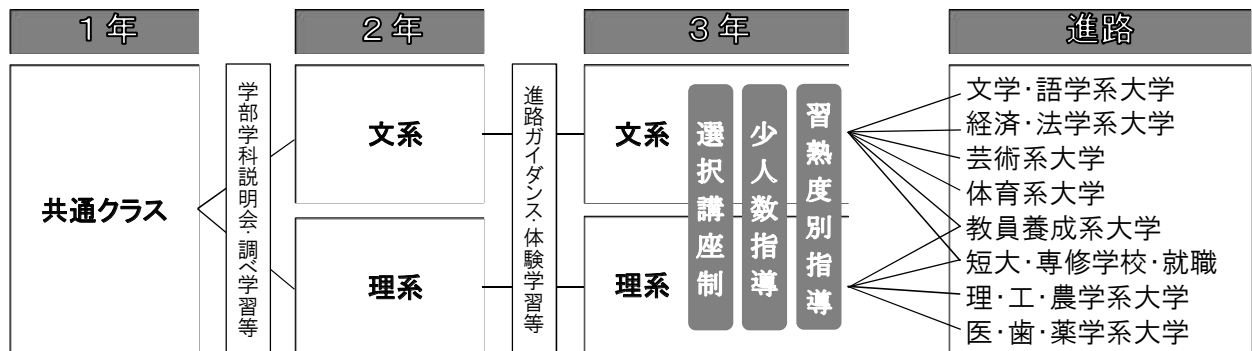 1年
2年
3年
進路
共通クラス
学部学科説明会・調べ学習等
文系
理系
進路ガイダンス・体験学習等
文系
理系
選択講座制
少人数指導
習熟度別指導
文学・語学系大学
経済・法学系大学
芸術系大学
体育系大学
教員養成系大学
短大・専修学校・就職
理・工・農学系大学
医・歯・薬学系大学